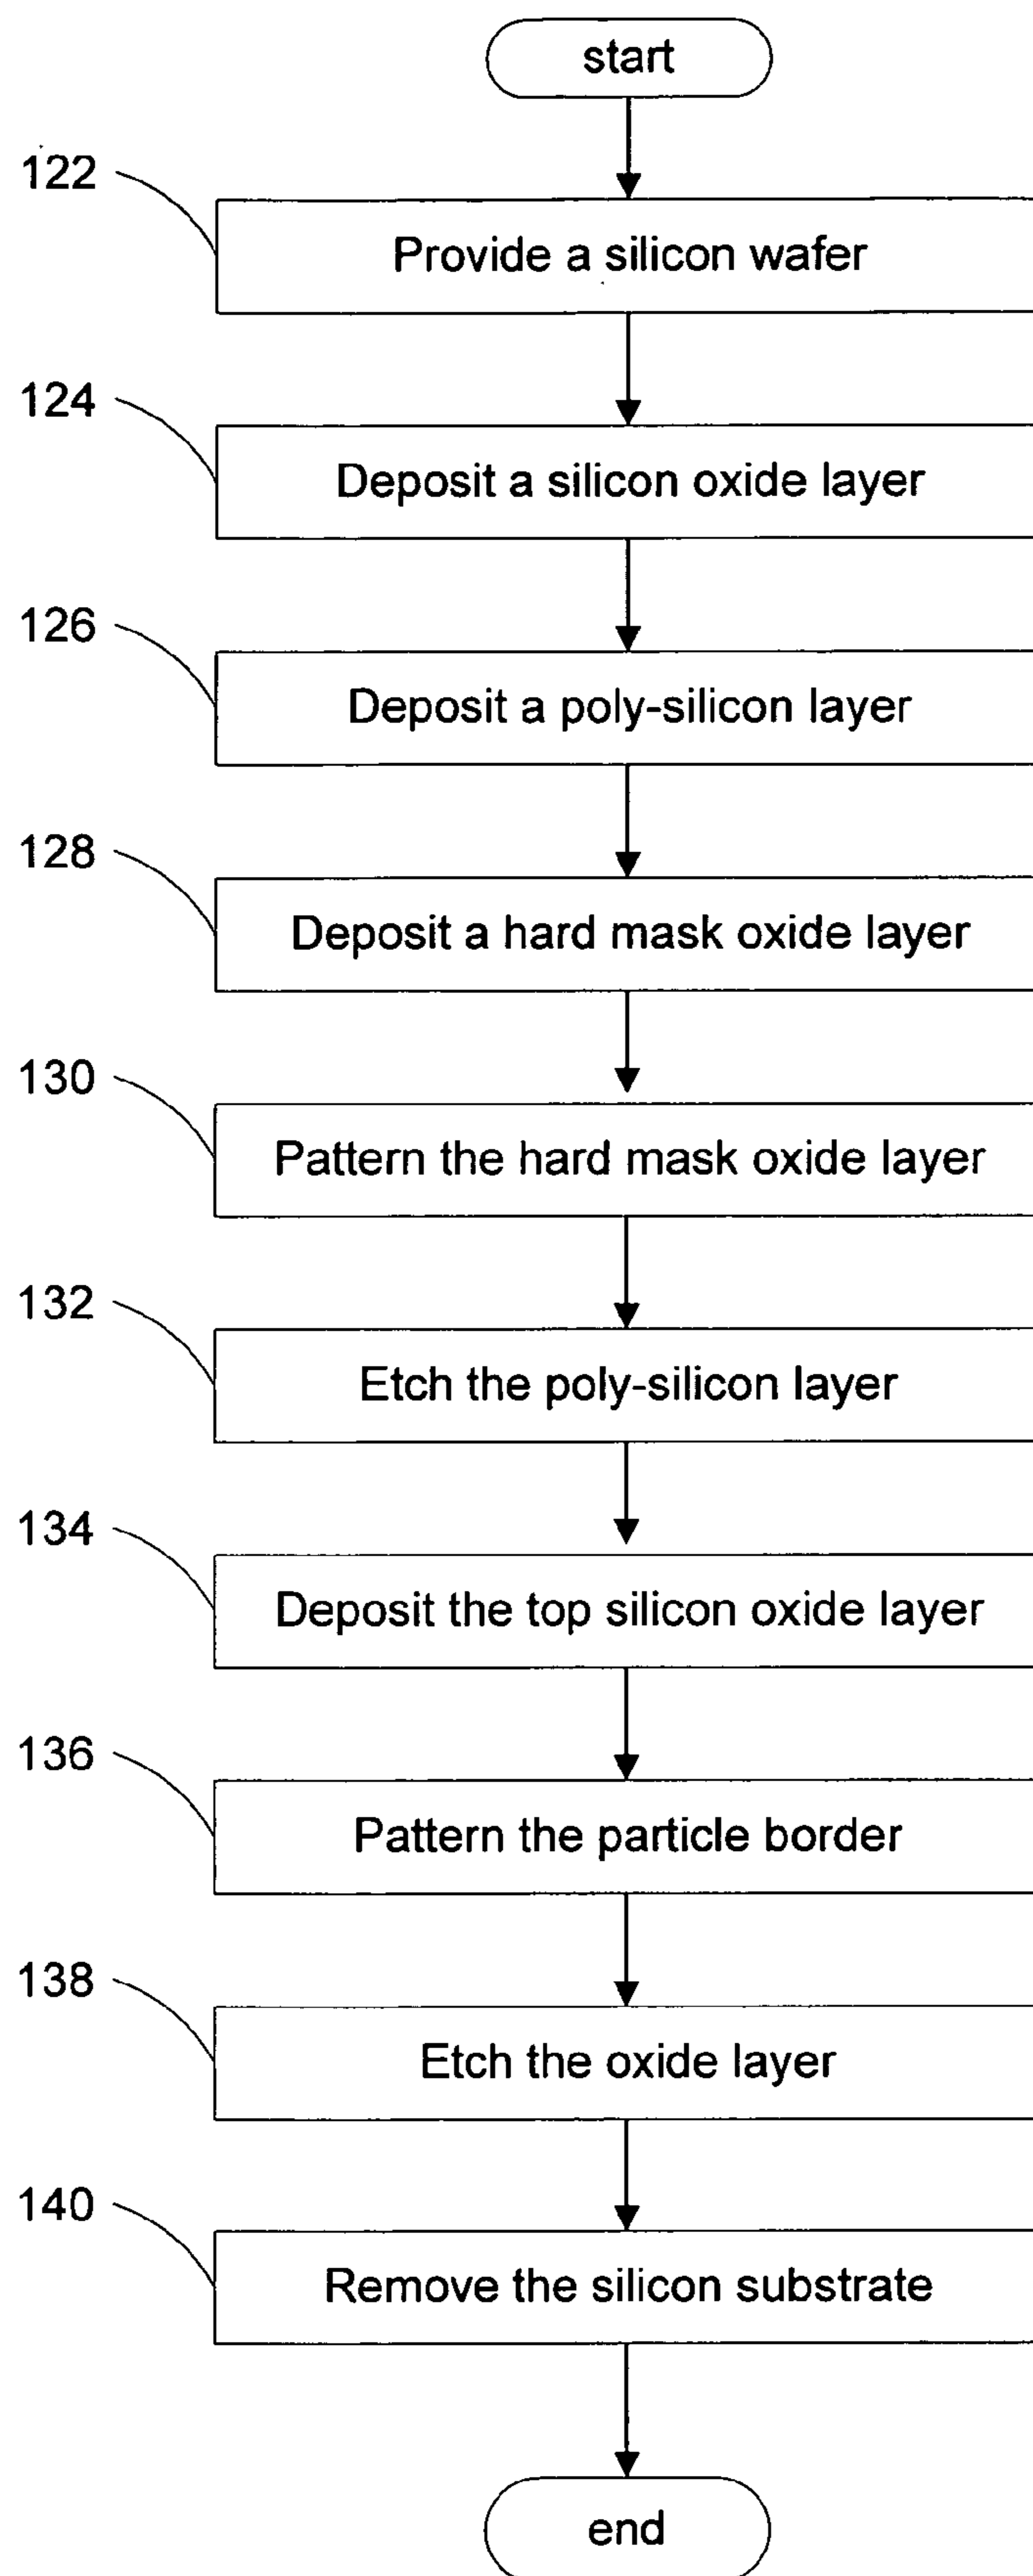 start
122
Provide a silicon wafer
124
Deposit a silicon oxide layer
126
Deposit a poly-silicon layer
128
Deposit a hard mask oxide layer
130
Pattern the hard mask oxide layer
132
Etch the poly-silicon layer
134
Deposit the top silicon oxide layer
136
Pattern the particle border
138
Etch the oxide layer
140
Remove the silicon substrate
end